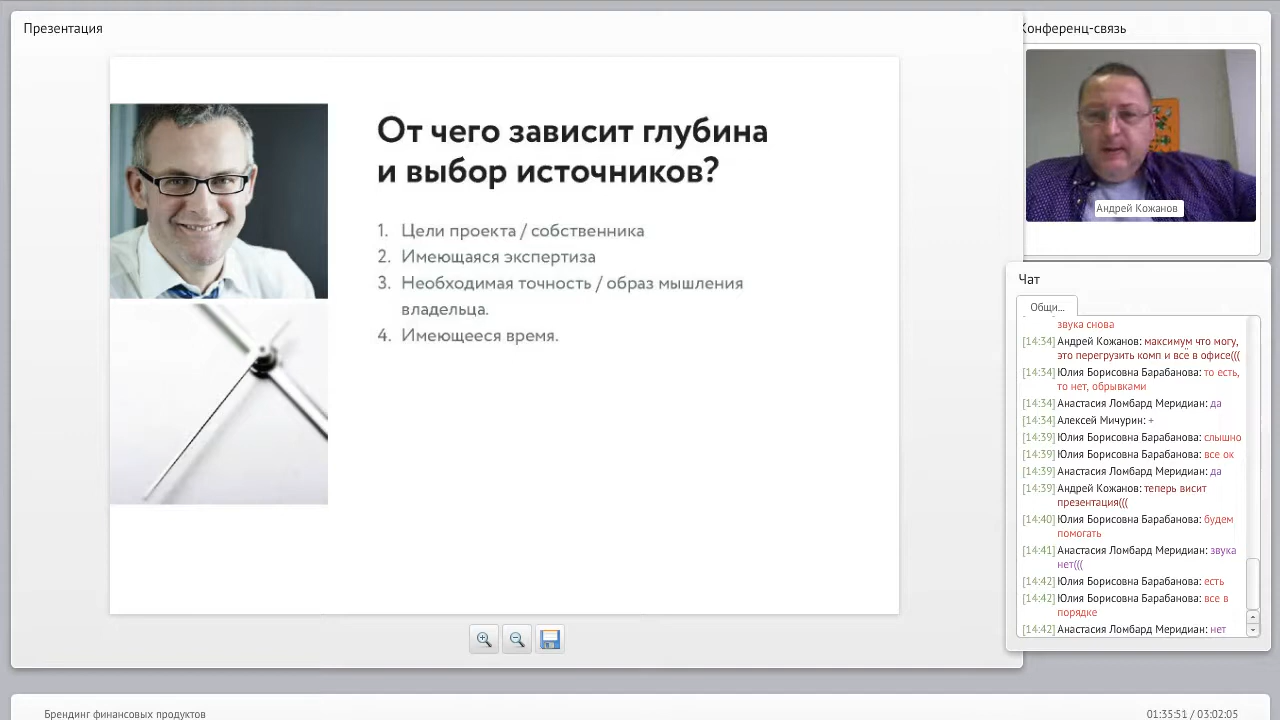 Презентация
От чего зависит глубина
и выбор источников?
1. Цели проекта / собственника
2. Имеющаяся экспертиза
3. Необходимая точность / образ мышления
владельца.
4. Имеющееся время.
Конференц-связь
Андрей Кожанов
Чат
Общи...
звука снова
[14:34] Андрей Кожанов: максимум что могу,
это перегрузить комп и всё в офисе(((
[14:34] Юлия Борисовна Барабанова: то есть,
то нет, обрывками
[14:34] Анастасия Ломбард Меридиан: да
[14:34] Алексей Мичурин: +
[14:39] Юлия Борисовна Барабанова: слышно
[14:39] Юлия Борисовна Барабанова: все ок
[14:39] Анастасия Ломбард Меридиан: да
[14:39] Андрей Кожанов: теперь висит
презентация(((
[14:40] Юлия Борисовна Барабанова: будем
помогать
[14:41] Анастасия Ломбард Меридиан: звука
нет(((
[14:42] Юлия Борисовна Барабанова: есть
[14:42] Юлия Борисовна Барабанова: все в
порядке
[14:42] Анастасия Ломбард Меридиан: нет
Брендинг финансовых продуктов
01:35:51 / 03:02:05